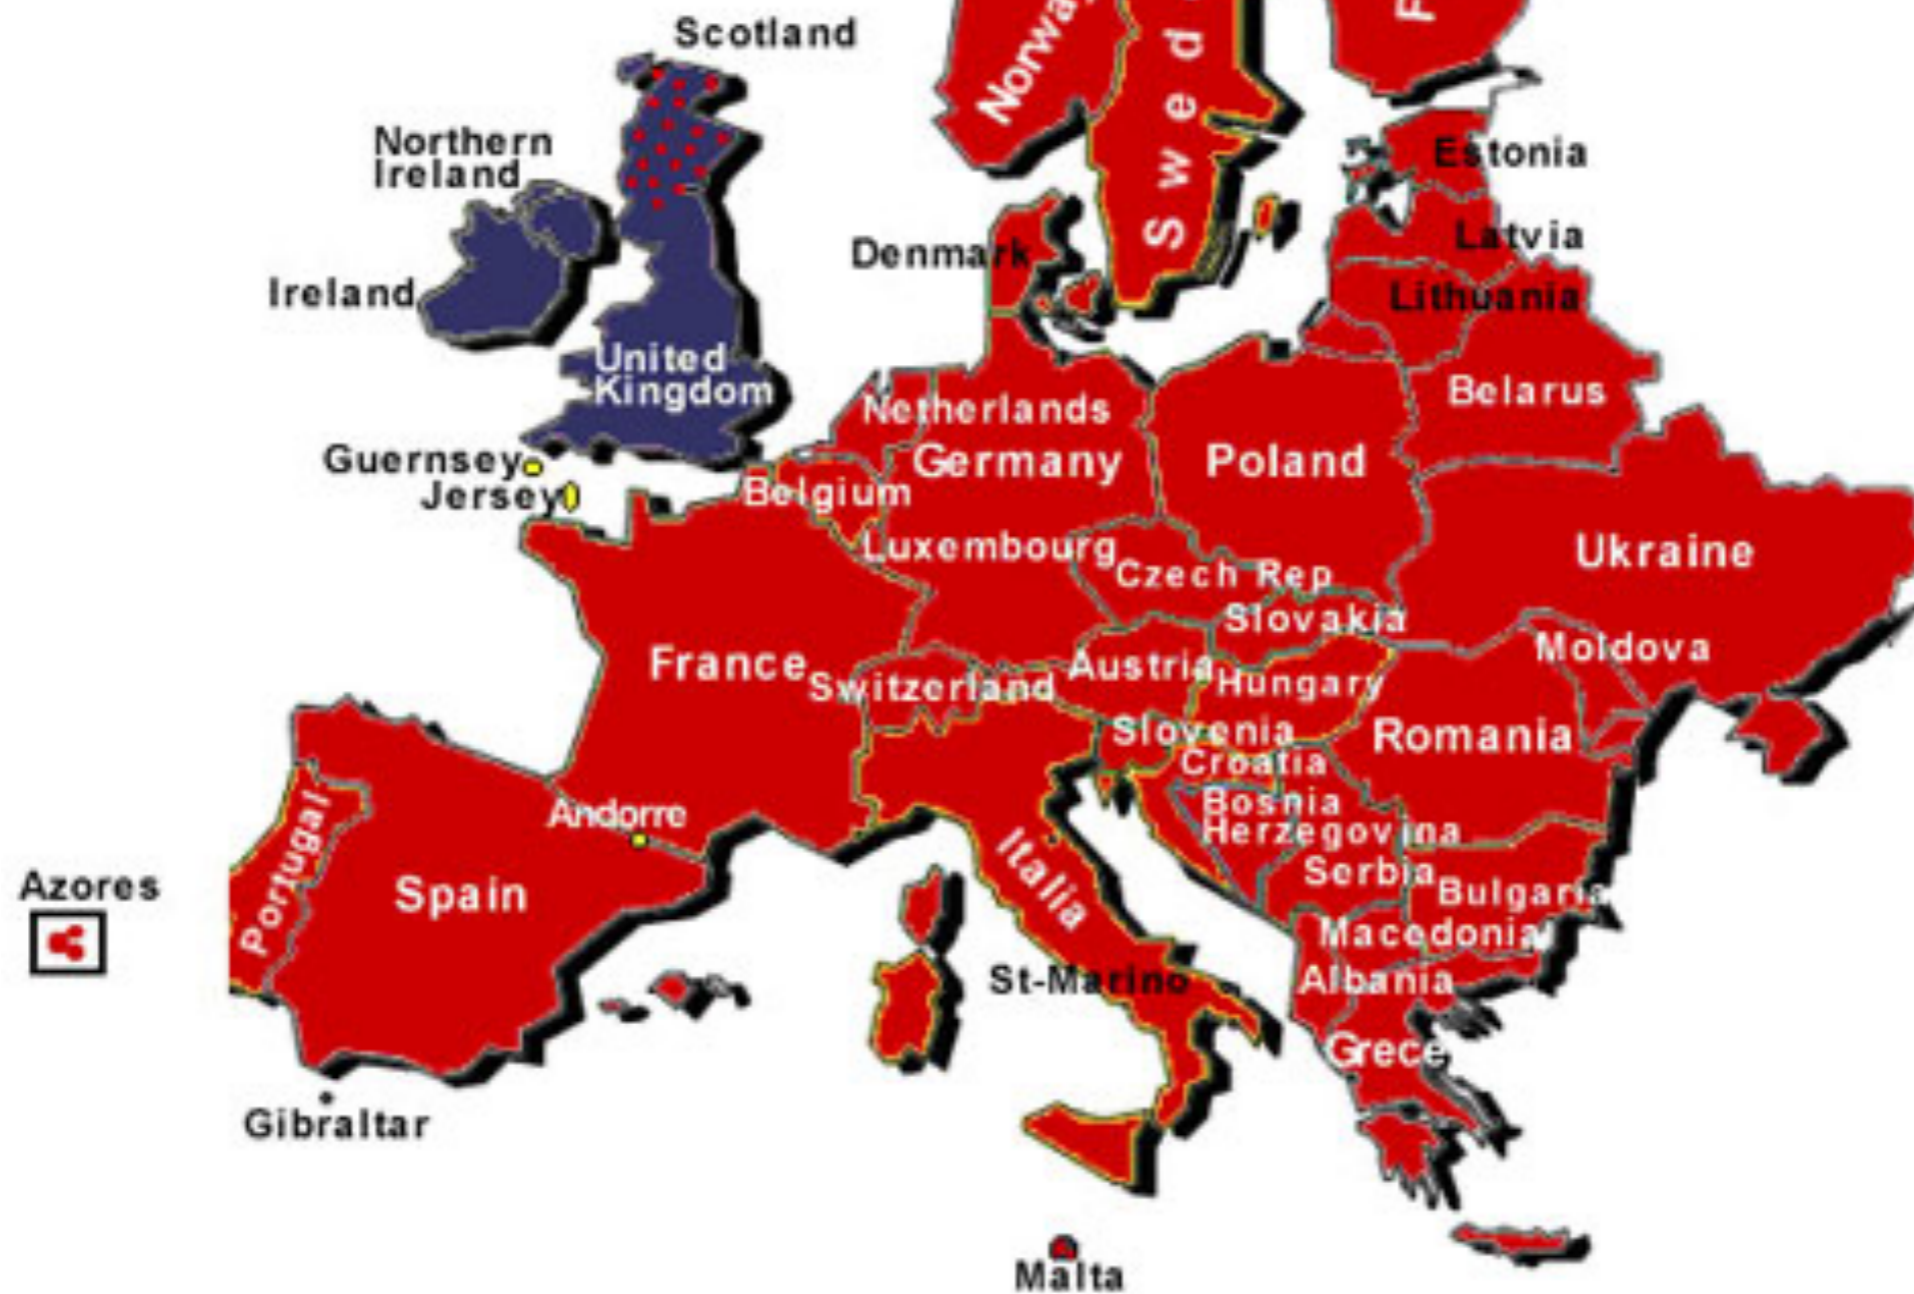 Scotland
Norway
Swed
F
Northern
Ireland
Estonia
Denmark
Latvia
Ireland
Lithuania
United
Kingdom
Netherlands
Belarus
Guernsey
Germany
Poland
Jersey
Belgium
Luxembourg
Czech Rep
Ukraine
Slovakia
Moldova
France
Switzerland
Austria
Hungary
Slovenia
Romania
Croatia
Andorre
Bosnia
Herzegovina
Portugal
Spain
Italia
Serbia
Bulgaria
Azores
Macedonia
St-Marino
Albania
Grece
Gibraltar
Malta